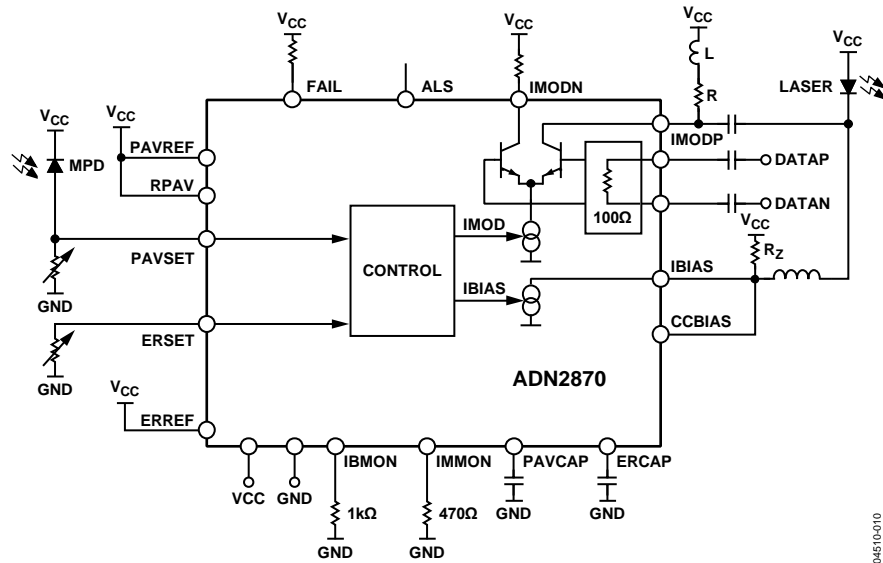 VCC
VCC
VCC
VCC
L
R
LASER
FAIL
ALS
IMODN
IMODP
VCC
VCC
MPD
PAVREF
RPAV
DATAP
DATAN
100Ω
VCC
RZ
PAVSET
GND
CONTROL
IMOD
IBIAS
IBIAS
CCBIAS
ERSET
GND
ADN2870
VCC
ERREF
VCC
GND
IBMON
IMMON
PAVCAP
ERCAP
1kΩ
470Ω
GND
GND
GND
GND
04510-010